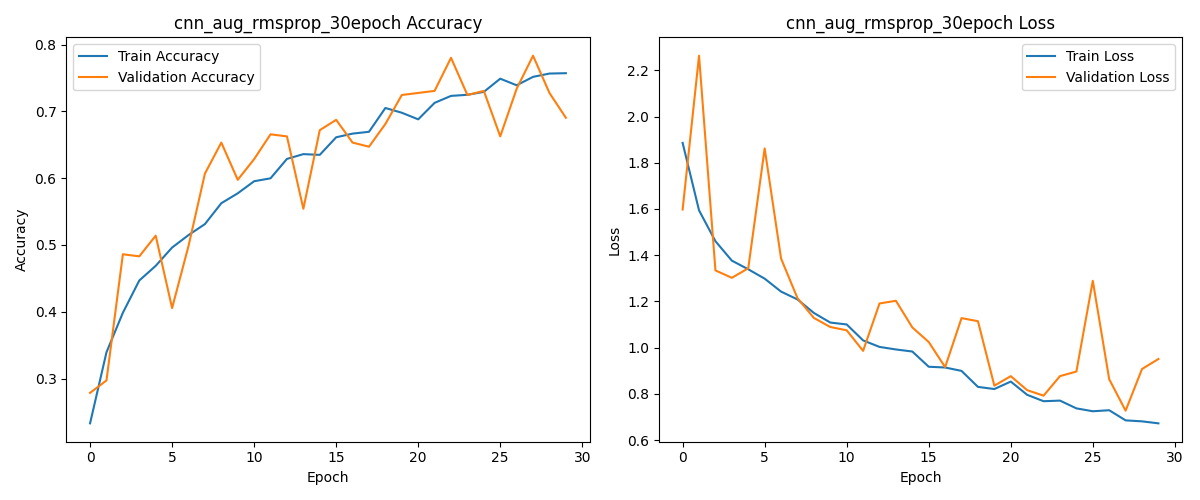 cnn_aug_rmsprop_30epoch Accuracy
Train Accuracy
Validation Accuracy
0.8
0.7
0.6
0.5
0.4
0.3
Accuracy
0 5 10 15 20 25 30
Epoch
cnn_aug_rmsprop_30epoch Loss
Train Loss
Validation Loss
2.2
2.0
1.8
1.6
1.4
1.2
1.0
0.8
0.6
Loss
0 5 10 15 20 25 30
Epoch